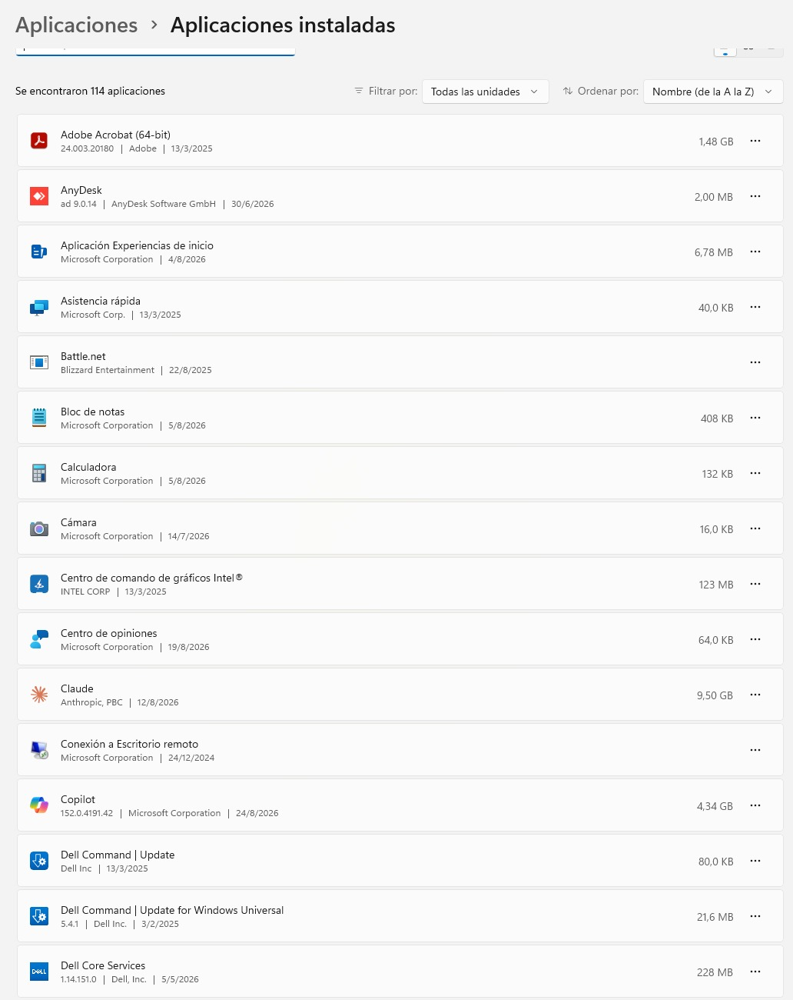 Aplicaciones > Aplicaciones instaladas
Se encontraron 114 aplicaciones
Filtrar por: Todas las unidades
Ordenar por: Nombre (de la A la Z)
Adobe Acrobat (64-bit)
24.003.20180 | Adobe | 13/3/2025
1,48 GB
AnyDesk
ad 9.0.14 | AnyDesk Software GmbH | 30/6/2026
2,00 MB
Aplicación Experiencias de inicio
Microsoft Corporation | 4/8/2026
6,78 MB
Asistencia rápida
Microsoft Corp. | 13/3/2025
40,0 KB
Battle.net
Blizzard Entertainment | 22/8/2025
Bloc de notas
Microsoft Corporation | 5/8/2026
408 KB
Calculadora
Microsoft Corporation | 5/8/2026
132 KB
Cámara
Microsoft Corporation | 14/7/2026
16,0 KB
Centro de comando de gráficos Intel®
INTEL CORP | 13/3/2025
123 MB
Centro de opiniones
Microsoft Corporation | 19/8/2026
64,0 KB
Claude
Anthropic, PBC | 12/8/2026
9,50 GB
Conexión a Escritorio remoto
Microsoft Corporation | 24/12/2024
Copilot
152.0.4191.42 | Microsoft Corporation | 24/8/2026
4,34 GB
Dell Command | Update
Dell Inc | 13/3/2025
80,0 KB
Dell Command | Update for Windows Universal
5.4.1 | Dell Inc. | 3/2/2025
21,6 MB
DELL
Dell Core Services
1.14.151.0 | Dell, Inc. | 5/5/2026
228 MB